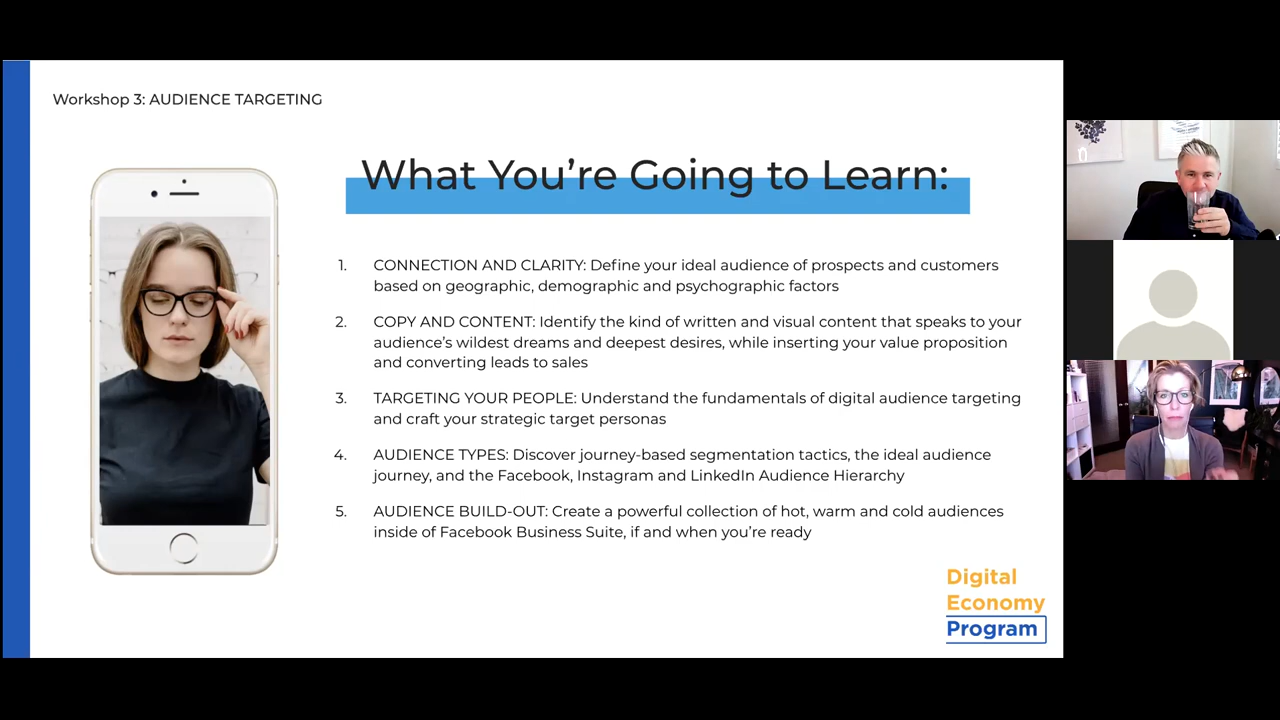 Workshop 3: AUDIENCE TARGETING
What You're Going to Learn:
1. CONNECTION AND CLARITY: Define your ideal audience of prospects and customers
based on geographic, demographic and psychographic factors
2. COPY AND CONTENT: Identify the kind of written and visual content that speaks to your
audience's wildest dreams and deepest desires, while inserting your value proposition
and converting leads to sales
3. TARGETING YOUR PEOPLE: Understand the fundamentals of digital audience targeting
and craft your strategic target personas
4. AUDIENCE TYPES: Discover journey-based segmentation tactics, the ideal audience
journey, and the Facebook, Instagram and LinkedIn Audience Hierarchy
5. AUDIENCE BUILD-OUT: Create a powerful collection of hot, warm and cold audiences
inside of Facebook Business Suite, if and when you're ready
Digital
Economy
Program